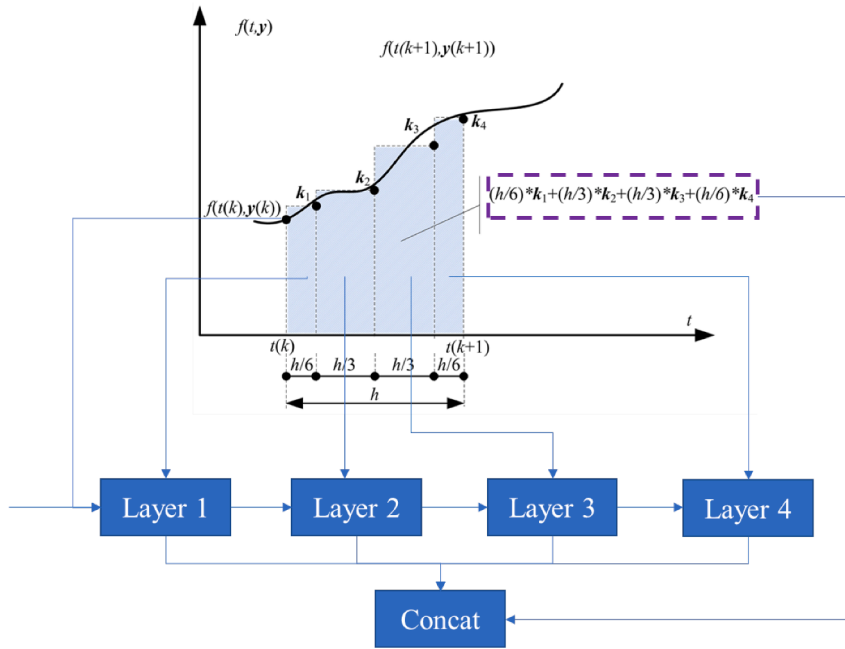 f(t,y)
f(t(k+1),y(k+1))
k₃
k₄
k₁
k₂
(h/6)*k₁+(h/3)*k₂+(h/3)*k₃+(h/6)*k₄
f(t(k),y(k))
t
t(k)
t(k+1)
h/6
h/3
h/3
h/6
h
Layer 1
Layer 2
Layer 3
Layer 4
Concat